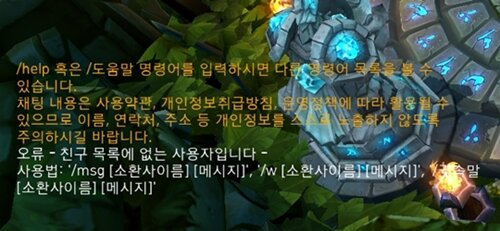 /help 혹은 /도움말 명령어를 입력하시면 다른 명령어 목록을 볼 수
있습니다.
채팅 내용은 사용약관, 개인정보취급방침, 운영정책에 따라 활용될 수
있으므로 이름, 연락처, 주소 등 개인정보를 스스로 노출하지 않도록
주의하시길 바랍니다.
오류 - 친구 목록에 없는 사용자입니다 -
사용법: '/msg [소환사이름] [메시지]', '/w [소환사이름] [메시지]', '/귓속말
[소환사이름] [메시지]'